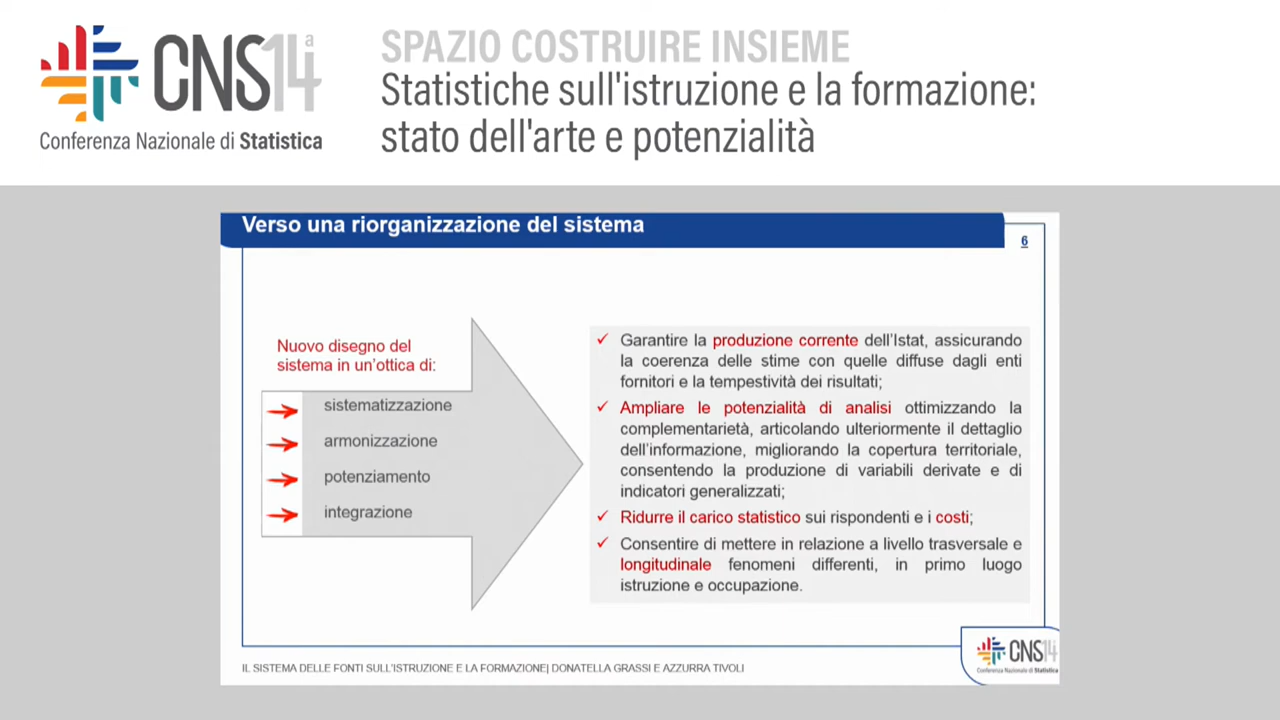 CNS14ª
Conferenza Nazionale di Statistica
SPAZIO COSTRUIRE INSIEME
Statistiche sull'istruzione e la formazione:
stato dell'arte e potenzialità
Verso una riorganizzazione del sistema
6
Nuovo disegno del
sistema in un'ottica di:
sistematizzazione
armonizzazione
potenziamento
integrazione
Garantire la produzione corrente dell'Istat, assicurando
la coerenza delle stime con quelle diffuse dagli enti
fornitori e la tempestività dei risultati;
Ampliare le potenzialità di analisi ottimizzando la
complementarietà, articolando ulteriormente il dettaglio
dell'informazione, migliorando la copertura territoriale,
consentendo la produzione di variabili derivate e di
indicatori generalizzati;
Ridurre il carico statistico sui rispondenti e i costi;
Consentire di mettere in relazione a livello trasversale e
longitudinale fenomeni differenti, in primo luogo
istruzione e occupazione.
IL SISTEMA DELLE FONTI SULL'ISTRUZIONE E LA FORMAZIONE| DONATELLA GRASSI E AZZURRA TIVOLI
CNS14
Conferenza Nazionale di Statistica